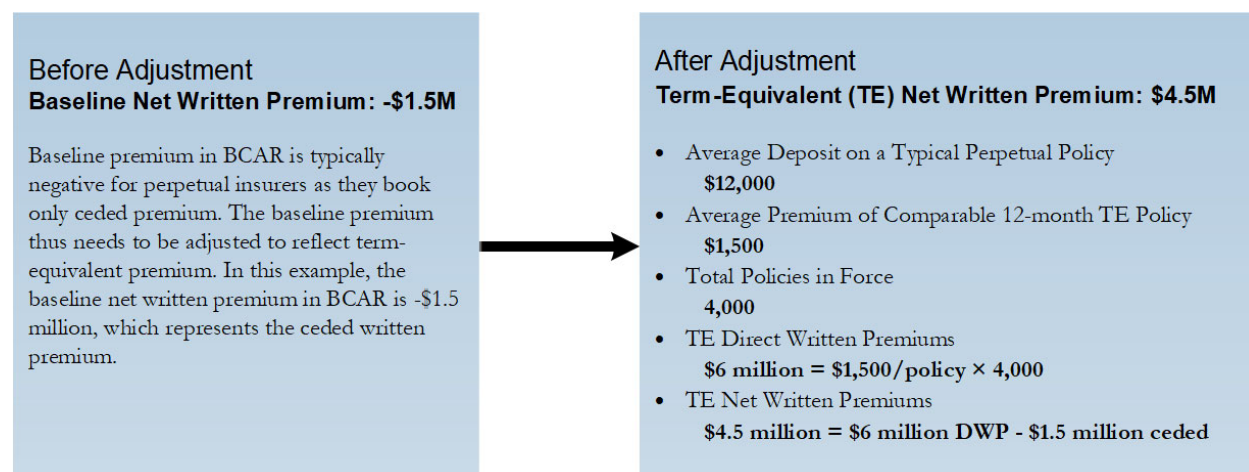 Before Adjustment
Baseline Net Written Premium: -$1.5M
Baseline premium in BCAR is typically
negative for perpetual insurers as they book
only ceded premium. The baseline premium
thus needs to be adjusted to reflect term-
equivalent premium. In this example, the
baseline net written premium in BCAR is -$1.5
million, which represents the ceded written
premium.
After Adjustment
Term-Equivalent (TE) Net Written Premium: $4.5M
• Average Deposit on a Typical Perpetual Policy
$12,000
• Average Premium of Comparable 12-month TE Policy
$1,500
• Total Policies in Force
4,000
• TE Direct Written Premiums
$6 million = $1,500/policy × 4,000
• TE Net Written Premiums
$4.5 million = $6 million DWP - $1.5 million ceded